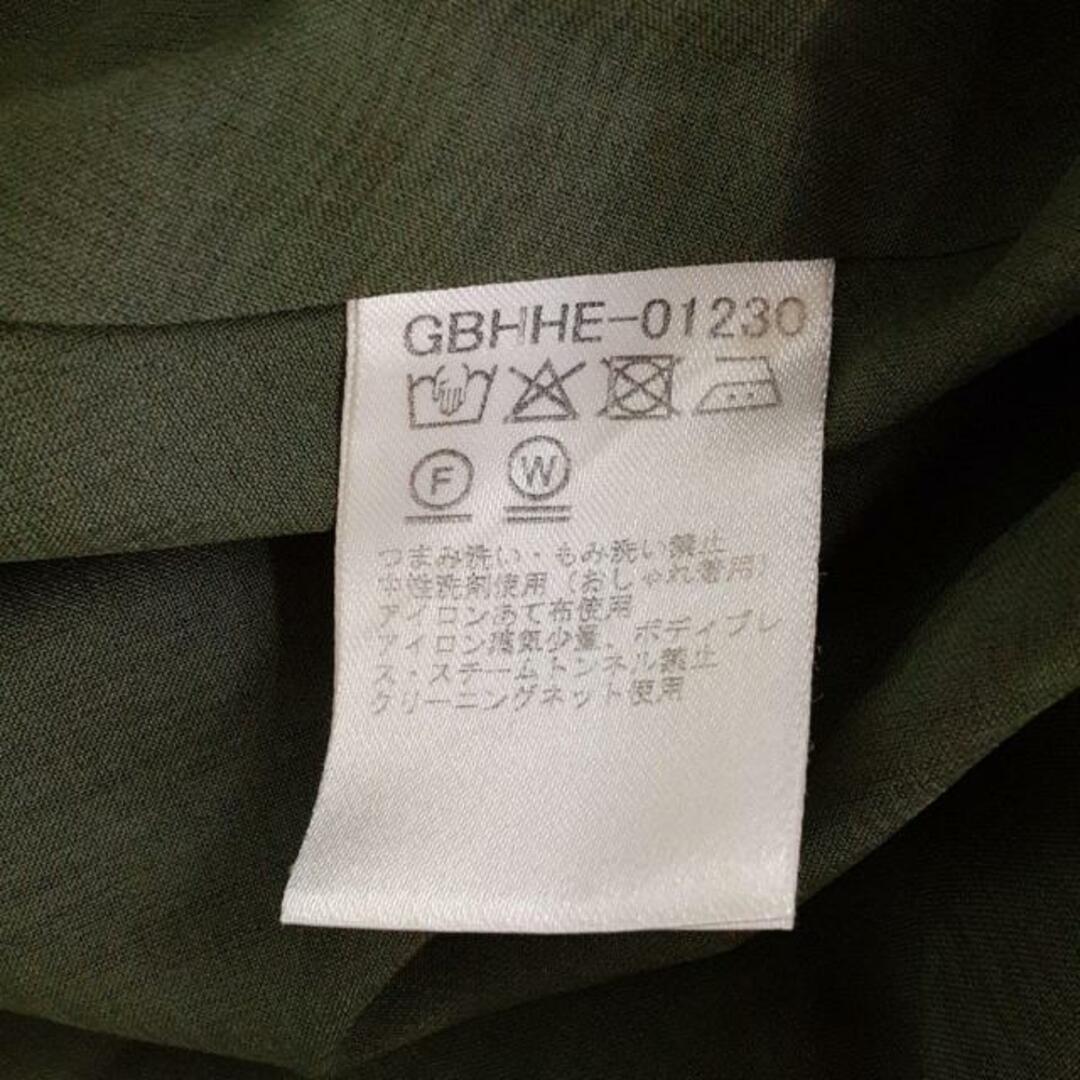 GBHHE-01230
F W
つまみ洗い・もみ洗い禁止
中性洗剤使用（おしゃれ着用）
アイロンあて布使用
アイロン蒸気少量、ボディプレ
ス・スチームトンネル禁止
クリーニングネット使用